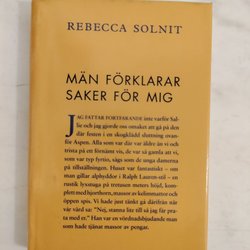 REBECCA SOLNIT
MÄN FÖRKLARAR
SAKER FÖR MIG
JAG FATTAR FORTFARANDE inte varför Sal-
lie och jag gjorde oss omaket att gå på den
där festen i en skogklädd sluttning ovan-
för Aspen. Alla som var där var äldre än vi och
trista på ett förnämt vis, de var så gamla att vi,
som var typ fyrtio, sågs som de unga damerna
på tillställningen. Huset var fantastiskt – om
man gillar alphyddor i Ralph Lauren-stil – en
rustik lyxstuga på tretusen meters höjd, kom-
plett med hjorthorn, massor av kelimmattor och
öppen spis. Vi hade just tänkt gå därifrån när
vår värd sa: "Nej, stanna lite till så jag får pra-
ta med er." Han var en vördnadsbjudande man
som hade tjänat massor av pengar.